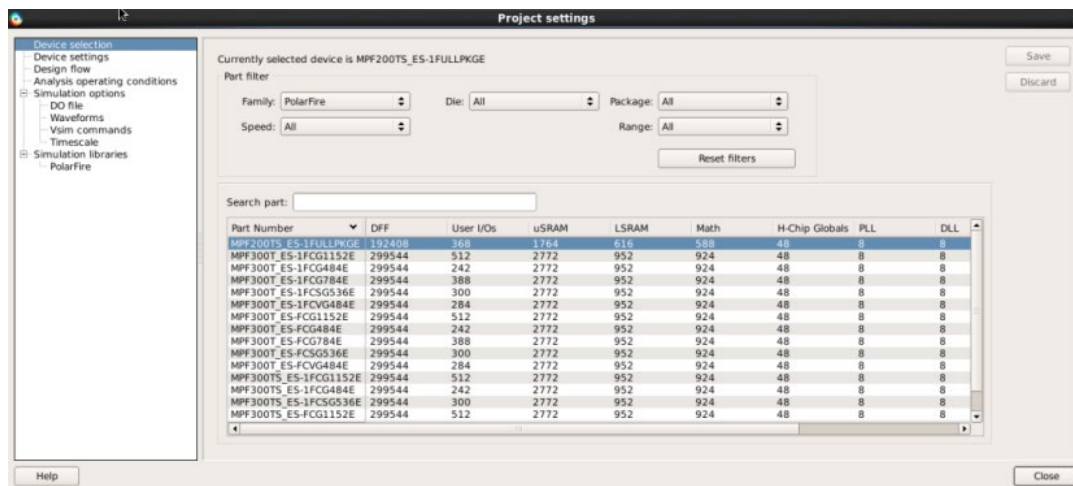 Project settings
Device selection
Device settings
Design flow
Analysis operating conditions
Simulation options
DO file
Waveforms
Vsim commands
Timescale
Simulation libraries
PolarFire
Currently selected device is MPF200TS_ES-1FULLPKGE
Part filter
Family: PolarFire Die: All Package: All
Speed: All Range: All
Reset filters
Search part:
Part Number DFF User I/Os uSRAM LSRAM Math H-Chip Globals PLL DLL
MPF200TS_ES-1FULLPKGE 192408 368 1764 616 588 48 8 8
MPF300T_ES-1FCG1152E 299544 512 2772 952 924 48 8 8
MPF300T_ES-1FCG484E 299544 242 2772 952 924 48 8 8
MPF300T_ES-1FCG784E 299544 388 2772 952 924 48 8 8
MPF300T_ES-1FCSG536E 299544 300 2772 952 924 48 8 8
MPF300T_ES-1FCVG484E 299544 284 2772 952 924 48 8 8
MPF300T_ES-FCG1152E 299544 512 2772 952 924 48 8 8
MPF300T_ES-FCG484E 299544 242 2772 952 924 48 8 8
MPF300T_ES-FCG784E 299544 388 2772 952 924 48 8 8
MPF300T_ES-FCSG536E 299544 300 2772 952 924 48 8 8
MPF300T_ES-FCVG484E 299544 284 2772 952 924 48 8 8
MPF300TS_ES-1FCG1152E 299544 512 2772 952 924 48 8 8
MPF300TS_ES-1FCG484E 299544 242 2772 952 924 48 8 8
MPF300TS_ES-1FCSG536E 299544 300 2772 952 924 48 8 8
MPF300TS_ES-FCG1152E 299544 512 2772 952 924 48 8 8
Save
Discard
Help
Close